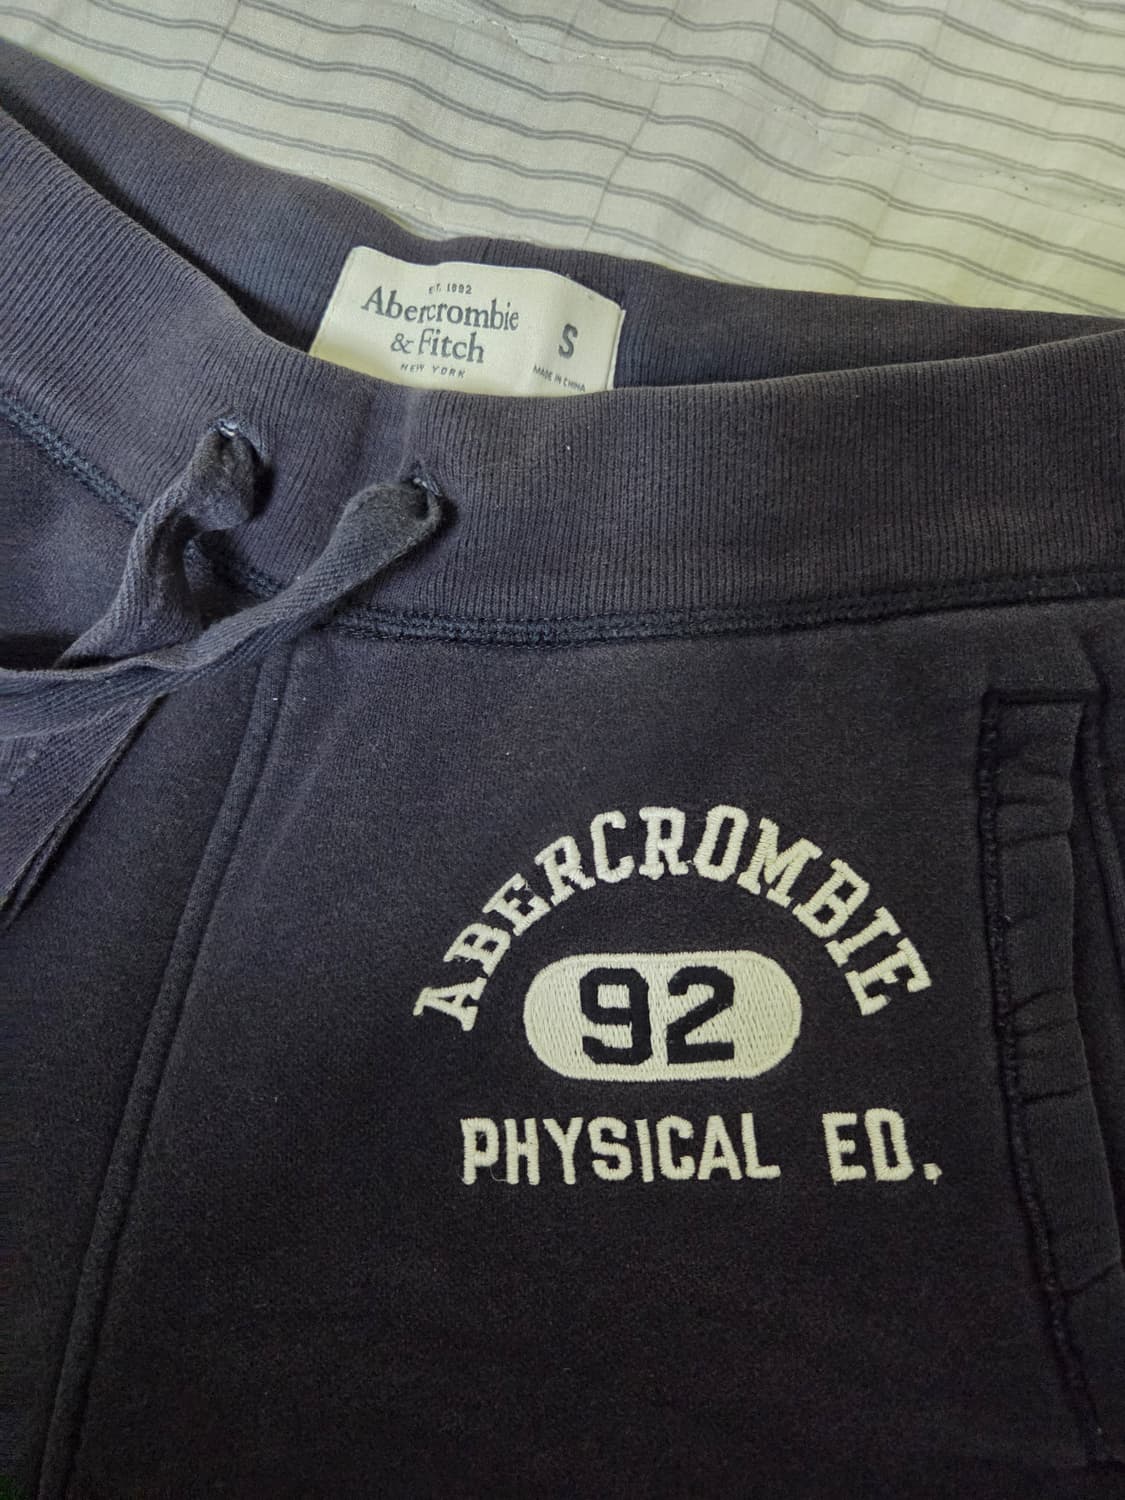 EST. 1892
Abercrombie
& Fitch
NEW YORK
S
MADE IN CHINA
ABERCROMBIE
92
PHYSICAL ED.